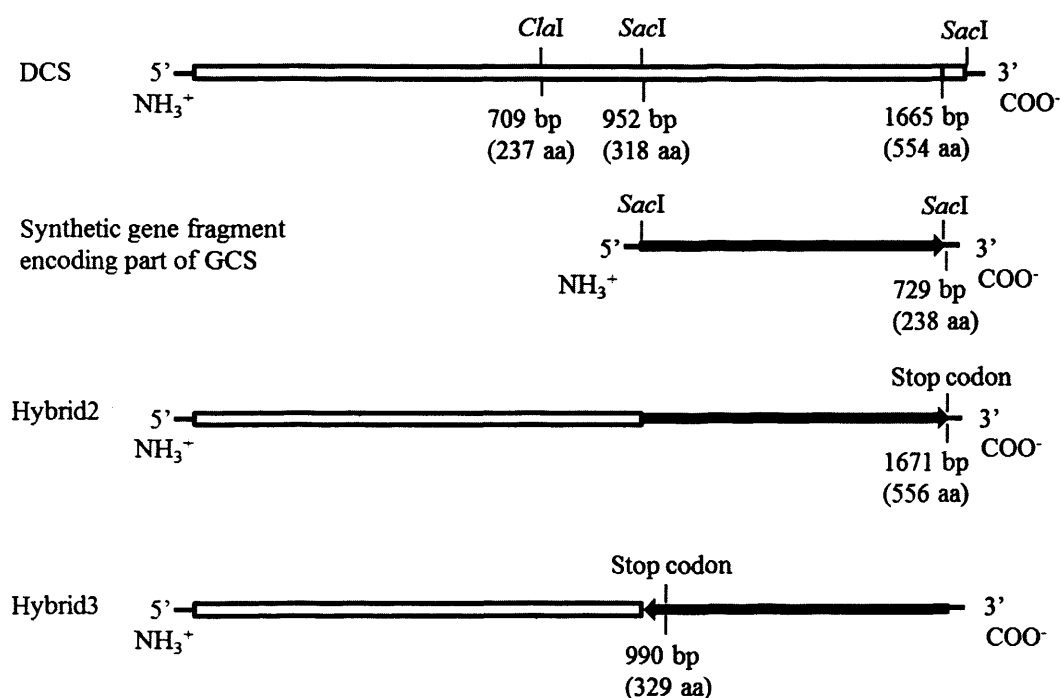 ClaI SacI SacI
DCS 5’ 3’
NH₃⁺ COO⁻
709 bp 952 bp 1665 bp
(237 aa) (318 aa) (554 aa)
SacI SacI
Synthetic gene fragment
encoding part of GCS
5’ 3’
NH₃⁺ COO⁻
729 bp
(238 aa)
Stop codon
Hybrid2 5’ 3’
NH₃⁺ COO⁻
1671 bp
(556 aa)
Stop codon
Hybrid3 5’ 3’
NH₃⁺ COO⁻
990 bp
(329 aa)